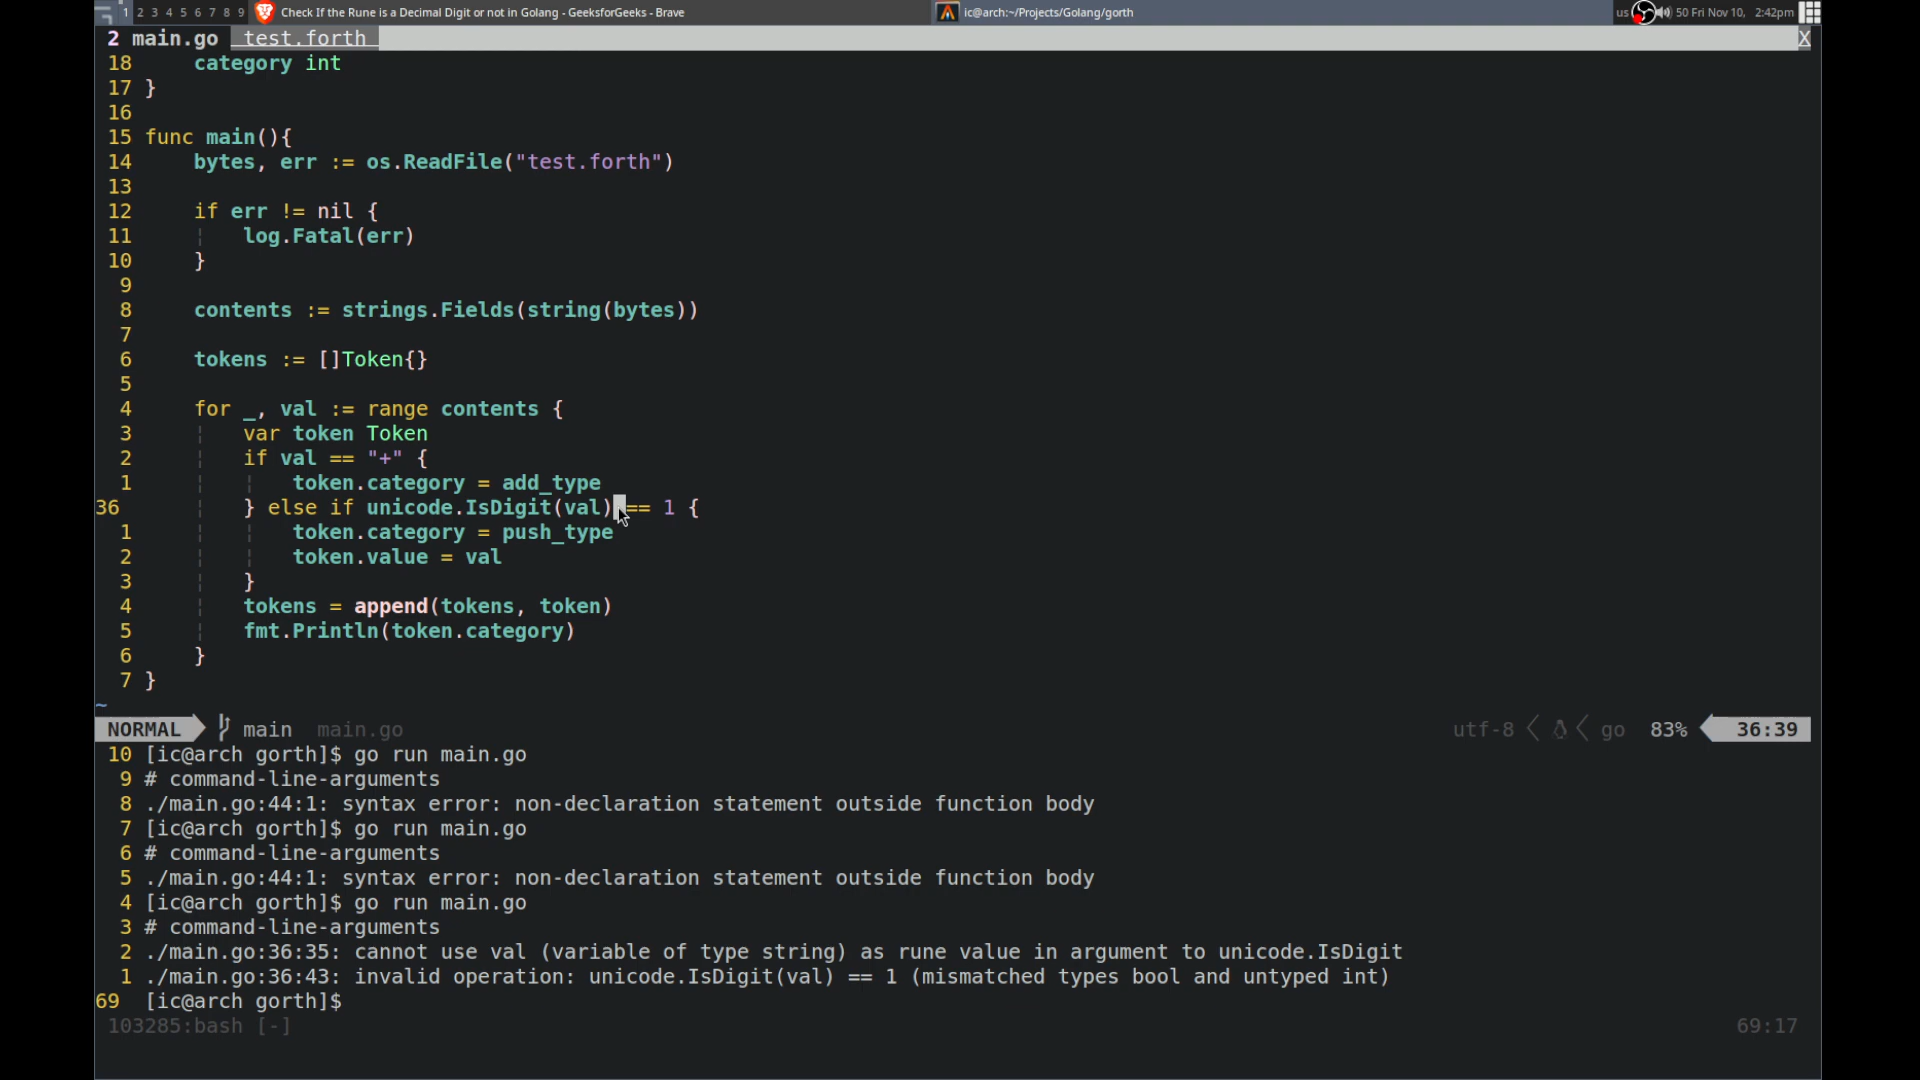 1 2 3 4 5 6 7 8 9 Check If the Rune is a Decimal Digit or not in Golang - GeeksforGeeks - Brave ic@arch:~/Projects/Golang/gorth us 50 Fri Nov 10, 2:42pm
2 main.go test.forth X
18 category int
17 }
16
15 func main(){
14 bytes, err := os.ReadFile("test.forth")
13
12 if err != nil {
11 log.Fatal(err)
10 }
9
8 contents := strings.Fields(string(bytes))
7
6 tokens := []Token{}
5
4 for _, val := range contents {
3 var token Token
2 if val == "+" {
1 token.category = add_type
36 } else if unicode.IsDigit(val) == 1 {
1 token.category = push_type
2 token.value = val
3 }
4 tokens = append(tokens, token)
5 fmt.Println(token.category)
6 }
7 }
~
NORMAL main main.go utf-8 go 83% 36:39
10 [ic@arch gorth]$ go run main.go
9 # command-line-arguments
8 ./main.go:44:1: syntax error: non-declaration statement outside function body
7 [ic@arch gorth]$ go run main.go
6 # command-line-arguments
5 ./main.go:44:1: syntax error: non-declaration statement outside function body
4 [ic@arch gorth]$ go run main.go
3 # command-line-arguments
2 ./main.go:36:35: cannot use val (variable of type string) as rune value in argument to unicode.IsDigit
1 ./main.go:36:43: invalid operation: unicode.IsDigit(val) == 1 (mismatched types bool and untyped int)
69 [ic@arch gorth]$
103285:bash [-] 69:17